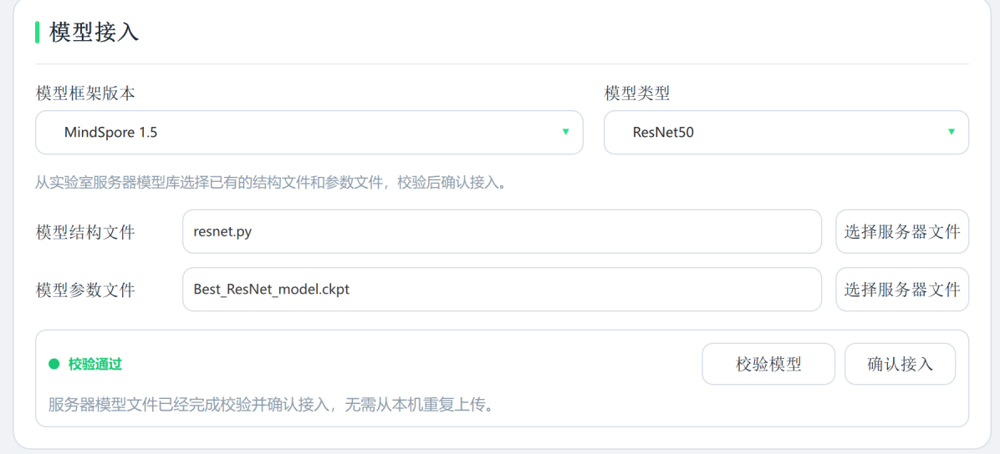 模型接入
模型框架版本
模型类型
MindSpore 1.5
ResNet50
从实验室服务器模型库选择已有的结构文件和参数文件，校验后确认接入。
模型结构文件
resnet.py
选择服务器文件
模型参数文件
Best_ResNet_model.ckpt
选择服务器文件
校验通过
校验模型
确认接入
服务器模型文件已经完成校验并确认接入，无需从本机重复上传。